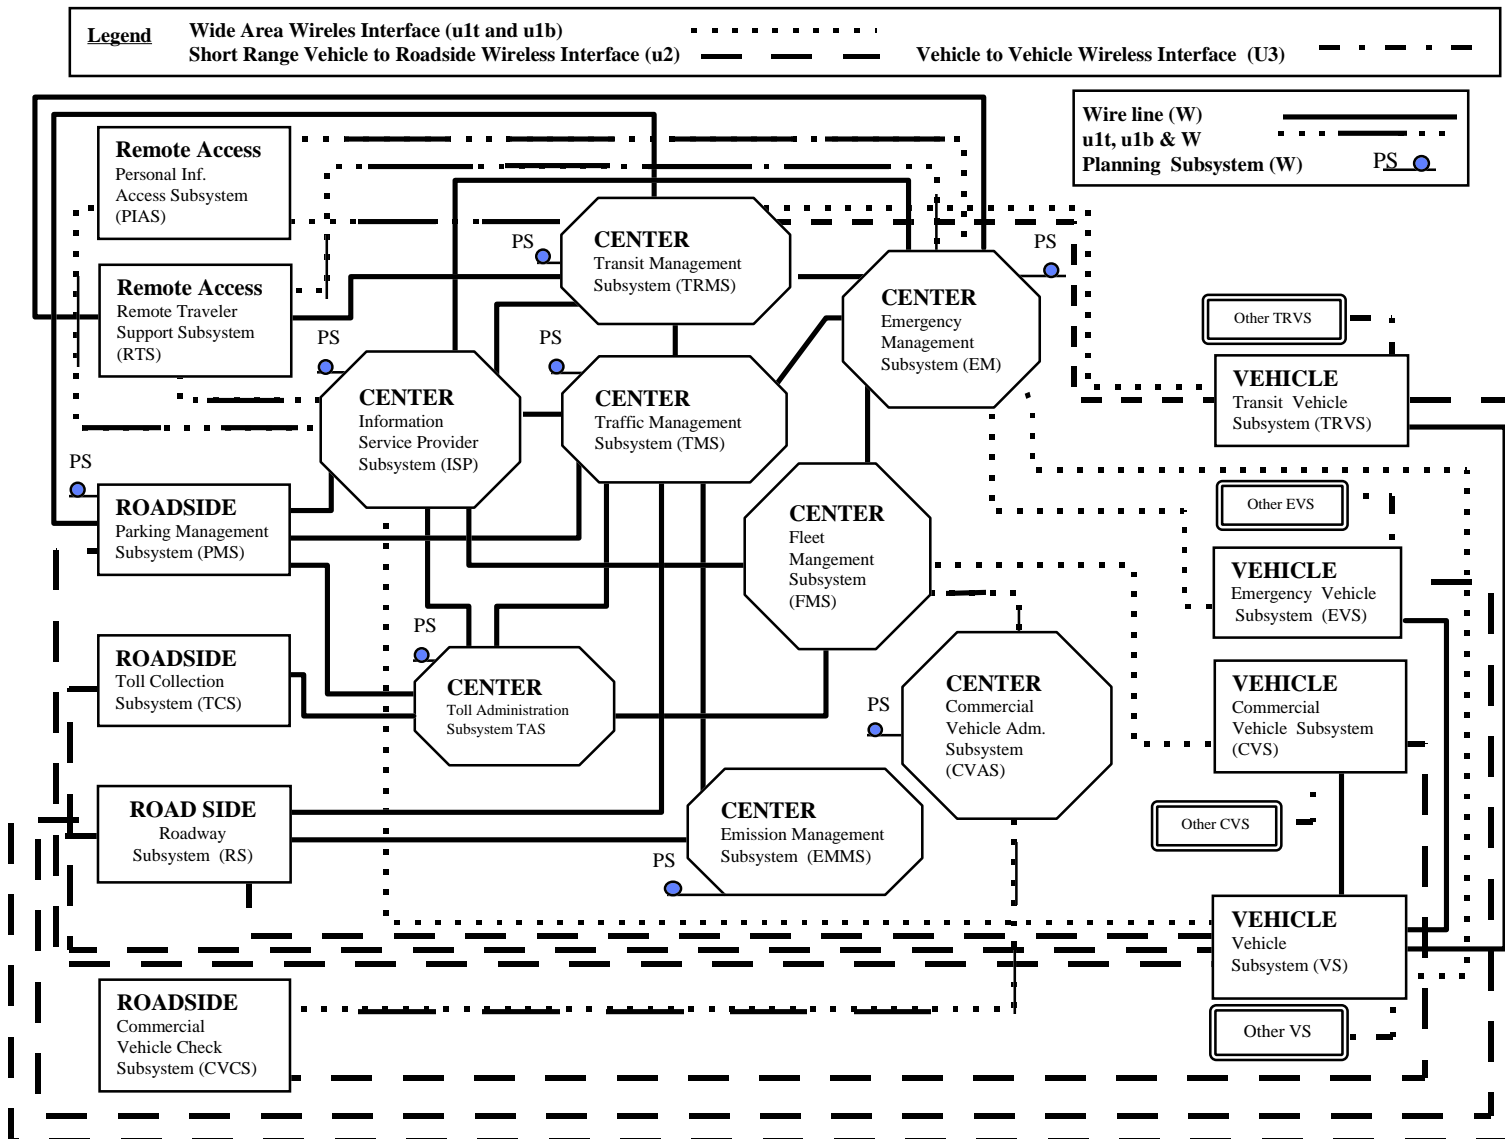 Legend
Wide Area Wireles Interface (u1t and u1b)
Short Range Vehicle to Roadside Wireless Interface (u2)
Vehicle to Vehicle Wireless Interface (U3)
Wire line (W)
u1t, u1b & W
Planning Subsystem (W)
PS
Remote Access
Personal Inf.
Access Subsystem
(PIAS)
Remote Access
Remote Traveler
Support Subsystem
(RTS)
PS
CENTER
Transit Management
Subsystem (TRMS)
PS
CENTER
Emergency
Management
Subsystem (EM)
Other TRVS
VEHICLE
Transit Vehicle
Subsystem (TRVS)
PS
CENTER
Information
Service Provider
Subsystem (ISP)
PS
CENTER
Traffic Management
Subsystem (TMS)
PS
ROADSIDE
Parking Management
Subsystem (PMS)
CENTER
Fleet
Mangement
Subsystem
(FMS)
Other EVS
VEHICLE
Emergency Vehicle
Subsystem (EVS)
ROADSIDE
Toll Collection
Subsystem (TCS)
PS
CENTER
Toll Administration
Subsystem TAS
PS
CENTER
Commercial
Vehicle Adm.
Subsystem
(CVAS)
VEHICLE
Commercial
Vehicle Subsystem
(CVS)
ROAD SIDE
Roadway
Subsystem (RS)
PS
CENTER
Emission Management
Subsystem (EMMS)
Other CVS
VEHICLE
Vehicle
Subsystem (VS)
ROADSIDE
Commercial
Vehicle Check
Subsystem (CVCS)
Other VS